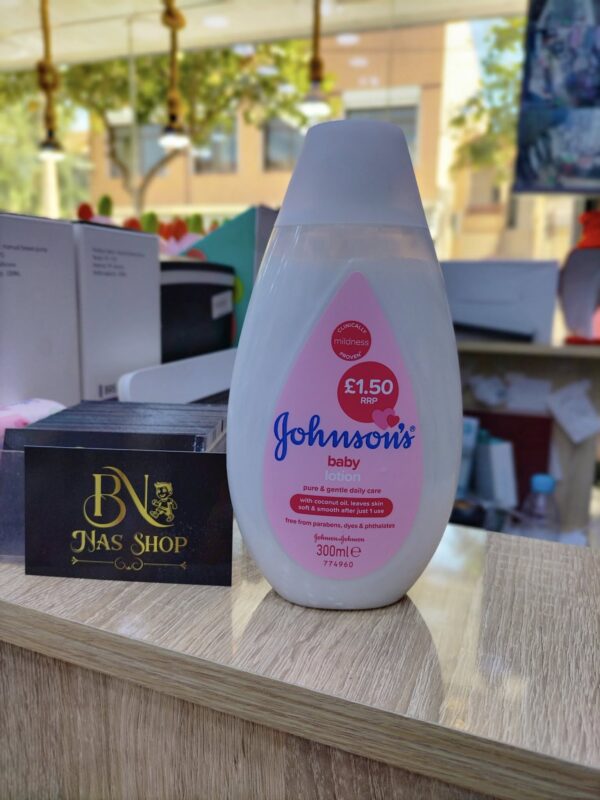 CLINICALLY
mildness
PROVEN*
£1.50
RRP
Johnson's®
baby
lotion
pure & gentle daily care
with coconut oil, leaves skin
soft & smooth after just 1 use
free from parabens, dyes & phthalates
Johnson & Johnson
300ml e
774960
BN
NAS SHOP